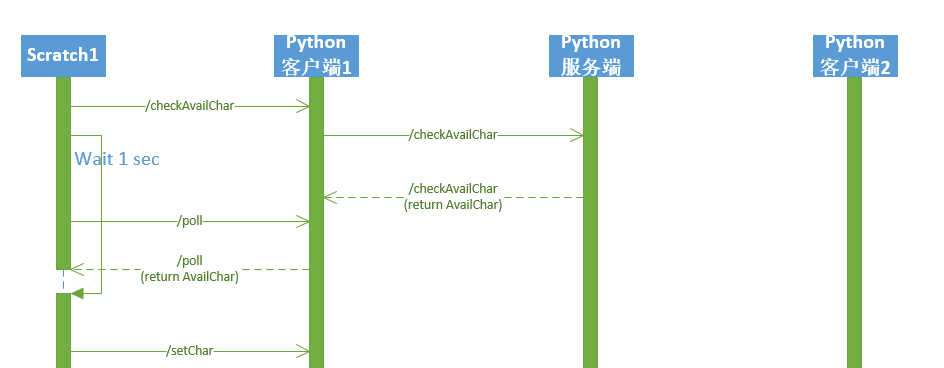 Scratch1
Python
客户端1
Python
服务端
Python
客户端2
/checkAvailChar
/checkAvailChar
Wait 1 sec
/checkAvailChar
(return AvailChar)
/poll
/poll
(return AvailChar)
/setChar